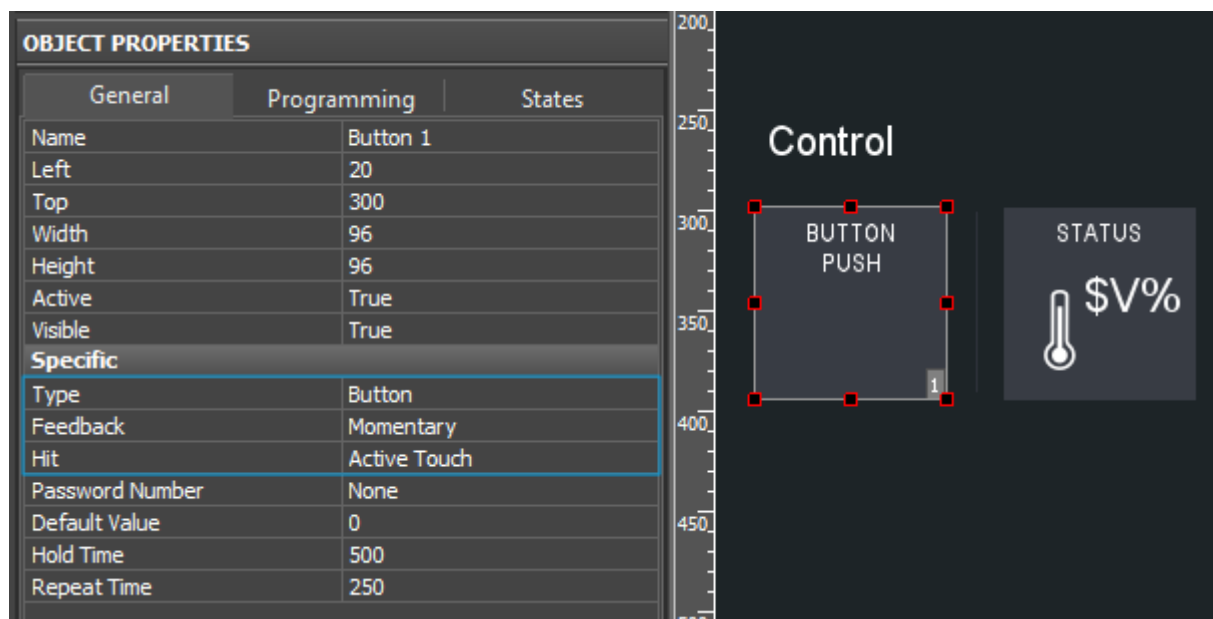 OBJECT PROPERTIES
General Programming States
Name Button 1
Left 20
Top 300
Width 96
Height 96
Active True
Visible True
Specific
Type Button
Feedback Momentary
Hit Active Touch
Password Number None
Default Value 0
Hold Time 500
Repeat Time 250
200
250
300
350
400
450
Control
BUTTON
PUSH
1
STATUS
$V%